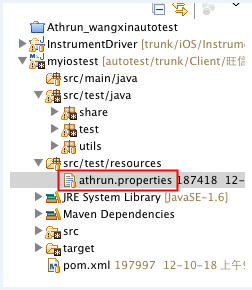 Athrun_wangxinautotest
InstrumentDriver [trunk/iOS/Instrum
myiostest [autotest/trunk/Client/旺信
src/main/java
src/test/java
share
test
utils
src/test/resources
athrun.properties 187418 12-
JRE System Library [JavaSE-1.6]
Maven Dependencies
src
target
pom.xml 197997 12-10-18 上午9